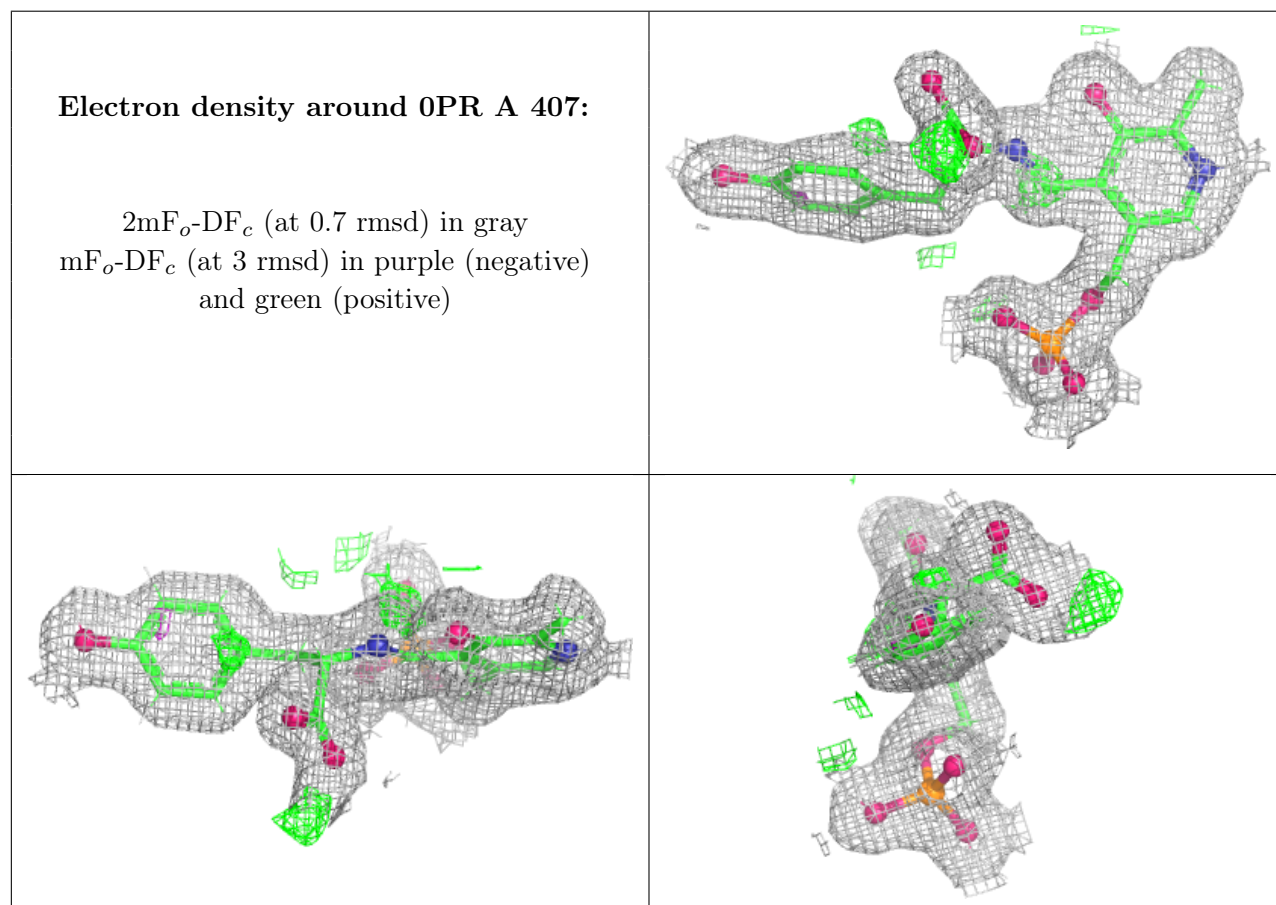 Electron density around 0PR A 407:
2mFo-DFc (at 0.7 rmsd) in gray
mFo-DFc (at 3 rmsd) in purple (negative)
and green (positive)